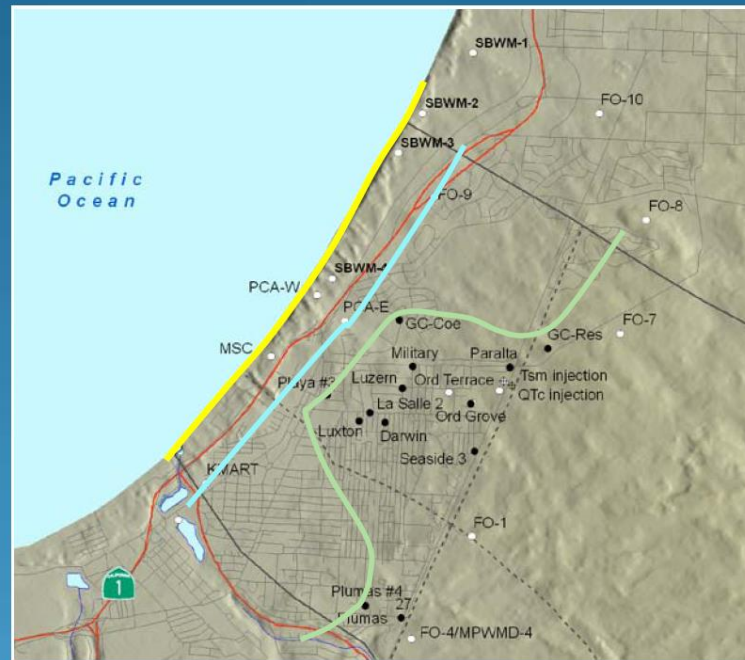 SBWM-1
SBWM-2
FO-10
SBWM-3
Pacific
Ocean
FO-9
FO-8
SBWM-4
PCA-W
PCA-E
GC-Coe
FO-7
MSC
GC-Res
Military
Paralta
Playa #3
Luzern
Ord Terrace
Tsm injection
QTc injection
La Salle 2
Ord Grove
Luxton
Darwin
KMART
Seaside 3
FO-1
CALIFORNIA
1
Plumas #4
27
Plumas
FO-4/MPWMD-4